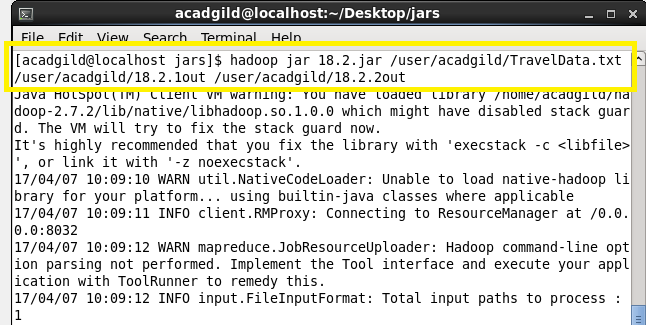 acadgild@localhost:~/Desktop/jars
File Edit View Search Terminal Help
[acadgild@localhost jars]$ hadoop jar 18.2.jar /user/acadgild/TravelData.txt
/user/acadgild/18.2.1out /user/acadgild/18.2.2out
Java HotSpot(TM) Client VM warning: You have loaded library /home/acadgild/ha
doop-2.7.2/lib/native/libhadoop.so.1.0.0 which might have disabled stack guar
d. The VM will try to fix the stack guard now.
It's highly recommended that you fix the library with 'execstack -c <libfile>
', or link it with '-z noexecstack'.
17/04/07 10:09:10 WARN util.NativeCodeLoader: Unable to load native-hadoop li
brary for your platform... using builtin-java classes where applicable
17/04/07 10:09:11 INFO client.RMProxy: Connecting to ResourceManager at /0.0.
0.0:8032
17/04/07 10:09:12 WARN mapreduce.JobResourceUploader: Hadoop command-line opt
ion parsing not performed. Implement the Tool interface and execute your appl
ication with ToolRunner to remedy this.
17/04/07 10:09:12 INFO input.FileInputFormat: Total input paths to process :
1